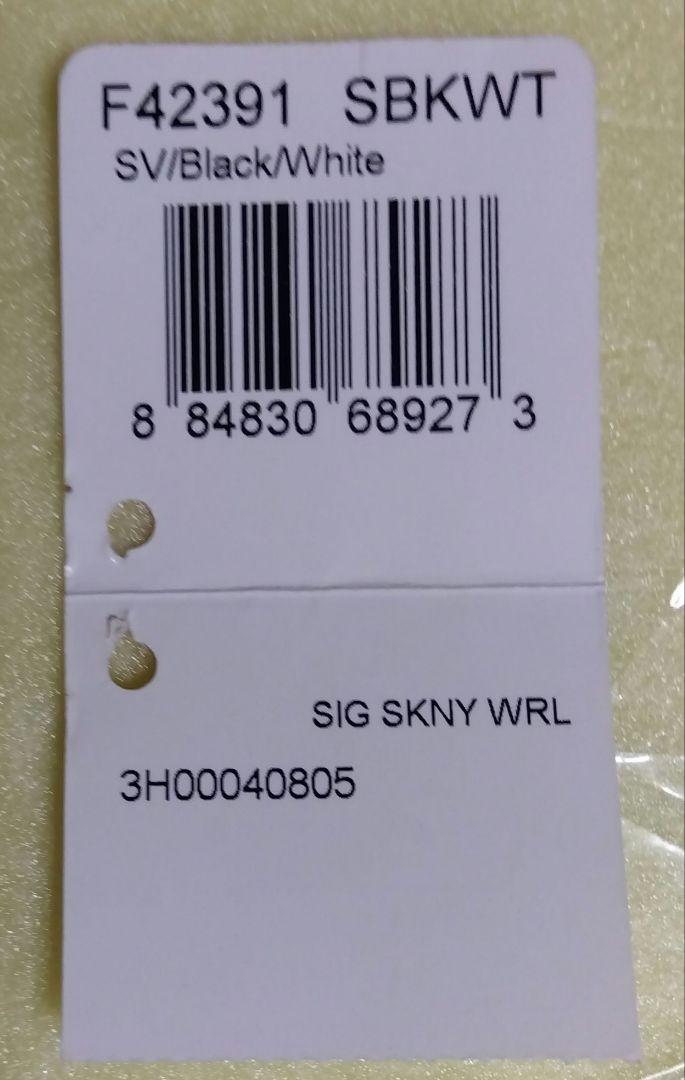 F42391 SBKWT
SV/Black/White
8 84830 68927 3
SIG SKNY WRL
3H00040805